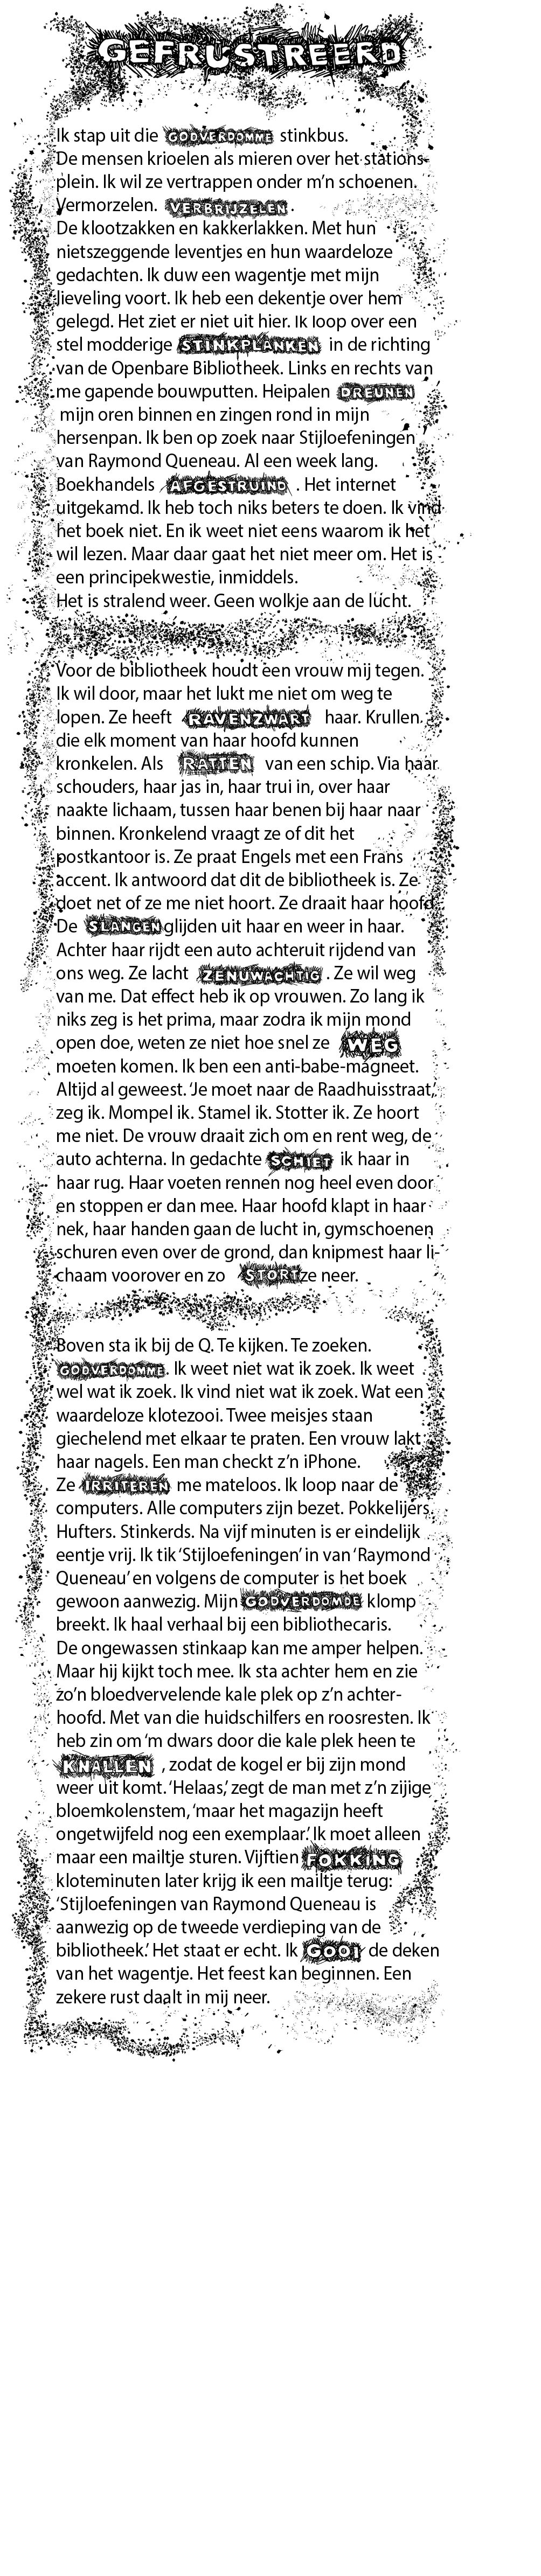 GEFRUSTREERD
Ik stap uit die GODVERDOMME stinkbus.
De mensen krioelen als mieren over het stations-
plein. Ik wil ze vertrappen onder m’n schoenen.
Vermorzelen. VERBRIJZELEN.
De klootzakken en kakkerlakken. Met hun
nietszeggende leventjes en hun waardeloze
gedachten. Ik duw een wagentje met mijn
lieveling voort. Ik heb een dekentje over hem
gelegd. Het ziet er niet uit hier. Ik loop over een
stel modderige STINKPLANKEN in de richting
van de Openbare Bibliotheek. Links en rechts van
me gapende bouwputten. Heipalen DREUNEN
mijn oren binnen en zingen rond in mijn
hersenpan. Ik ben op zoek naar Stijloefeningen
van Raymond Queneau. Al een week lang.
Boekhandels AFGESTRUIND . Het internet
uitgekamd. Ik heb toch niks beters te doen. Ik vind
het boek niet. En ik weet niet eens waarom ik het
wil lezen. Maar daar gaat het niet meer om. Het is
een principekwestie, inmiddels.
Het is stralend weer. Geen wolkje aan de lucht.
Voor de bibliotheek houdt een vrouw mij tegen.
Ik wil door, maar het lukt me niet om weg te
lopen. Ze heeft RAVENZWART haar. Krullen,
die elk moment van haar hoofd kunnen
kronkelen. Als RATTEN van een schip. Via haar
schouders, haar jas in, haar trui in, over haar
naakte lichaam, tussen haar benen bij haar naar
binnen. Kronkelend vraagt ze of dit het
postkantoor is. Ze praat Engels met een Frans
accent. Ik antwoord dat dit de bibliotheek is. Ze
doet net of ze me niet hoort. Ze draait haar hoofd.
De SLANGEN glijden uit haar en weer in haar.
Achter haar rijdt een auto achteruit rijdend van
ons weg. Ze lacht ZENUWACHTIG . Ze wil weg
van me. Dat effect heb ik op vrouwen. Zo lang ik
niks zeg is het prima, maar zodra ik mijn mond
open doe, weten ze niet hoe snel ze WEG
moeten komen. Ik ben een anti-babe-magneet.
Altijd al geweest. ‘Je moet naar de Raadhuisstraat,’
zeg ik. Mompel ik. Stamel ik. Stotter ik. Ze hoort
me niet. De vrouw draait zich om en rent weg, de
auto achterna. In gedachte SCHIET ik haar in
haar rug. Haar voeten rennen nog heel even door
en stoppen er dan mee. Haar hoofd klapt in haar
nek, haar handen gaan de lucht in, gymschoenen
schuren even over de grond, dan knipmest haar li-
chaam voorover en zo STORT ze neer.
Boven sta ik bij de Q. Te kijken. Te zoeken.
GODVERDOMME. Ik weet niet wat ik zoek. Ik weet
wel wat ik zoek. Ik vind niet wat ik zoek. Wat een
waardeloze klotezooi. Twee meisjes staan
giechelend met elkaar te praten. Een vrouw lakt
haar nagels. Een man checkt z’n iPhone.
Ze IRRITEREN me mateloos. Ik loop naar de
computers. Alle computers zijn bezet. Pokkelijers.
Hufters. Stinkerds. Na vijf minuten is er eindelijk
eentje vrij. Ik tik ‘Stijloefeningen’ in van ‘Raymond
Queneau’ en volgens de computer is het boek
gewoon aanwezig. Mijn GODVERDOMDE klomp
breekt. Ik haal verhaal bij een bibliothecaris.
De ongewassen stinkaap kan me amper helpen.
Maar hij kijkt toch mee. Ik sta achter hem en zie
zo’n bloedvervelende kale plek op z’n achter-
hoofd. Met van die huidschilfers en roosresten. Ik
heb zin om ‘m dwars door die kale plek heen te
KNALLEN , zodat de kogel er bij zijn mond
weer uit komt. ‘Helaas,’ zegt de man met z’n zijige
bloemkolenstem, ‘maar het magazijn heeft
ongetwijfeld nog een exemplaar.’ Ik moet alleen
maar een mailtje sturen. Vijftien FOKKING
kloteminuten later krijg ik een mailtje terug:
‘Stijloefeningen van Raymond Queneau is
aanwezig op de tweede verdieping van de
bibliotheek.’ Het staat er echt. Ik GOOI de deken
van het wagentje. Het feest kan beginnen. Een
zekere rust daalt in mij neer.